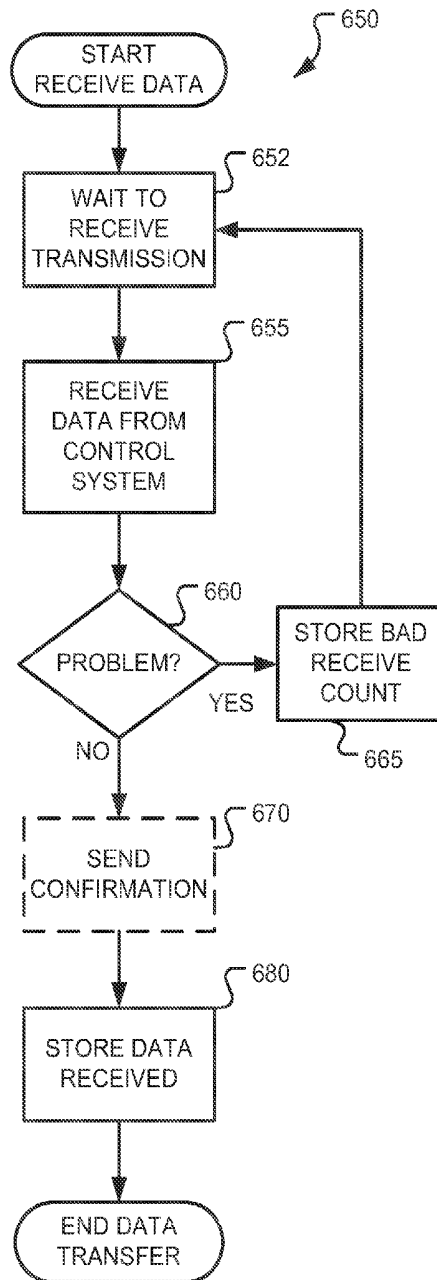 650
START
RECEIVE DATA
652
WAIT TO
RECEIVE
TRANSMISSION
655
RECEIVE
DATA FROM
CONTROL
SYSTEM
660
PROBLEM?
YES
STORE BAD
RECEIVE
COUNT
665
NO
670
SEND
CONFIRMATION
680
STORE DATA
RECEIVED
END DATA
TRANSFER